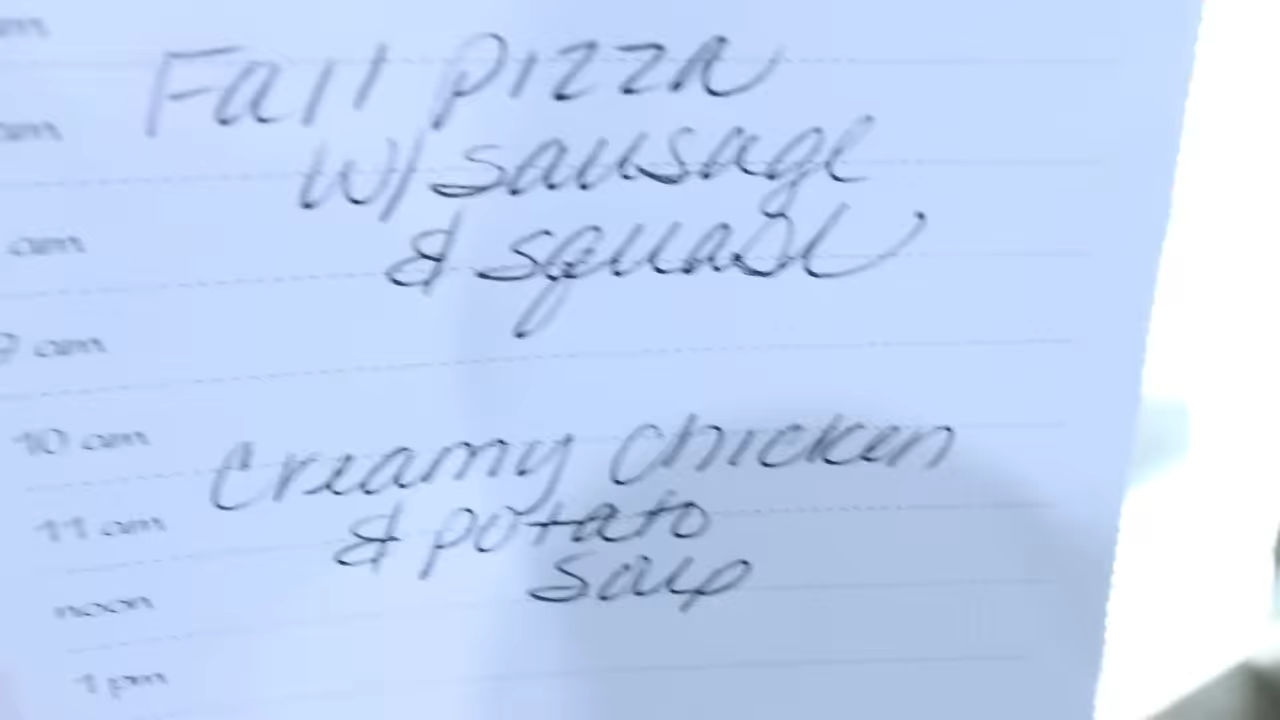 am
am
Fall pizza
w/ sausage
am
& squash
9 am
10 am
Creamy chicken
11 am
& potato
soup
noon
1 pm